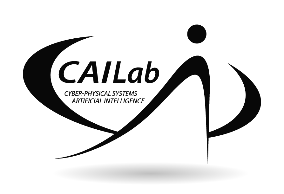 CAILab
CYBER-PHYSICAL SYSTEMS
ARTIFICIAL INTELLIGENCE